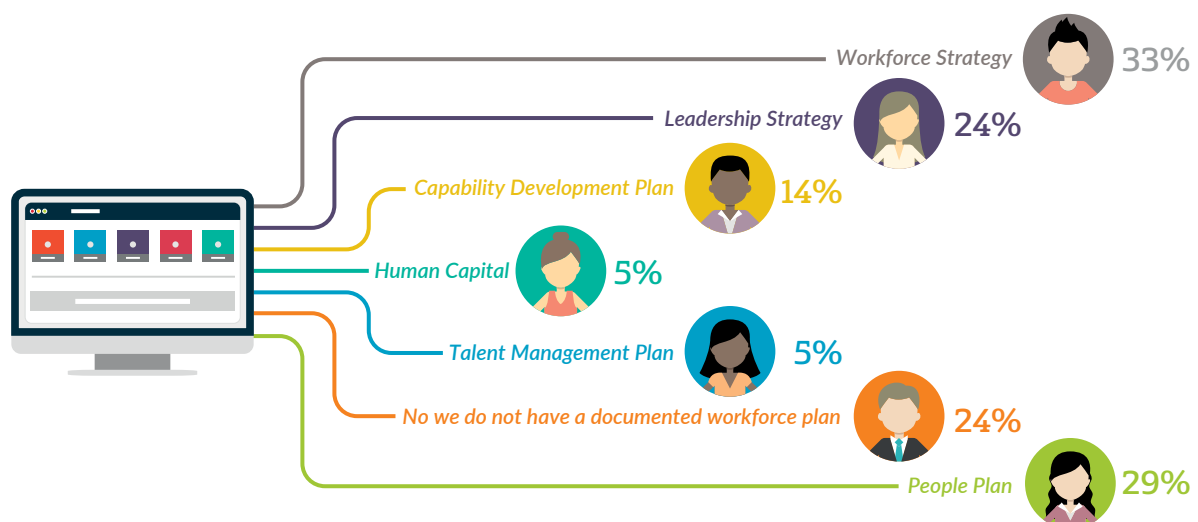 Workforce Strategy 33%
Leadership Strategy 24%
Capability Development Plan 14%
Human Capital 5%
Talent Management Plan 5%
No we do not have a documented workforce plan 24%
People Plan 29%